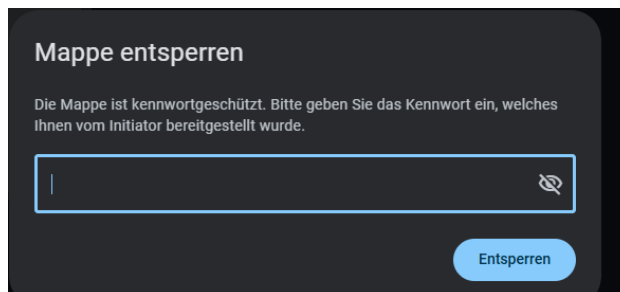 Mappe entsperren
Die Mappe ist kennwortgeschützt. Bitte geben Sie das Kennwort ein, welches
Ihnen vom Initiator bereitgestellt wurde.
Entsperren